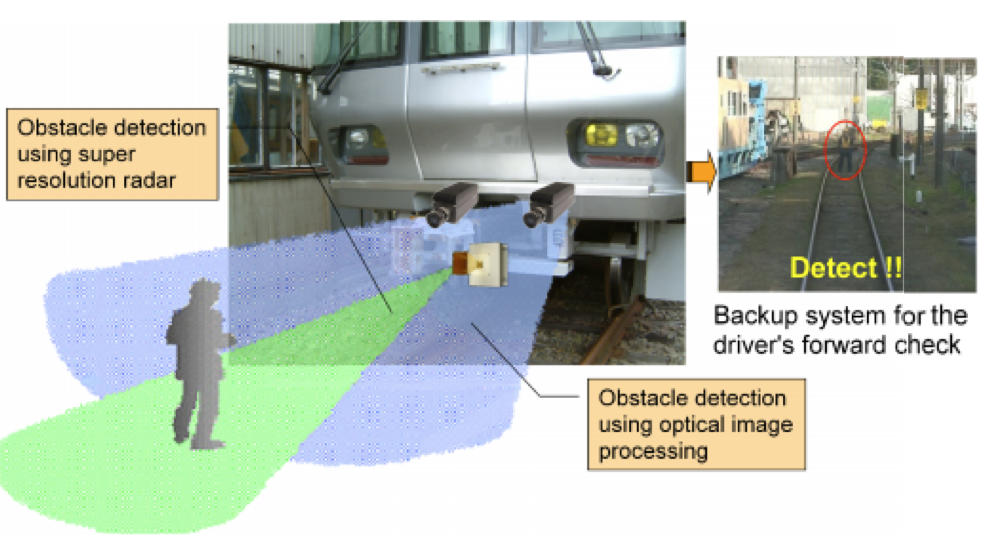 Obstacle detection
using super
resolution radar
Detect !!
Backup system for the
driver's forward check
Obstacle detection
using optical image
processing